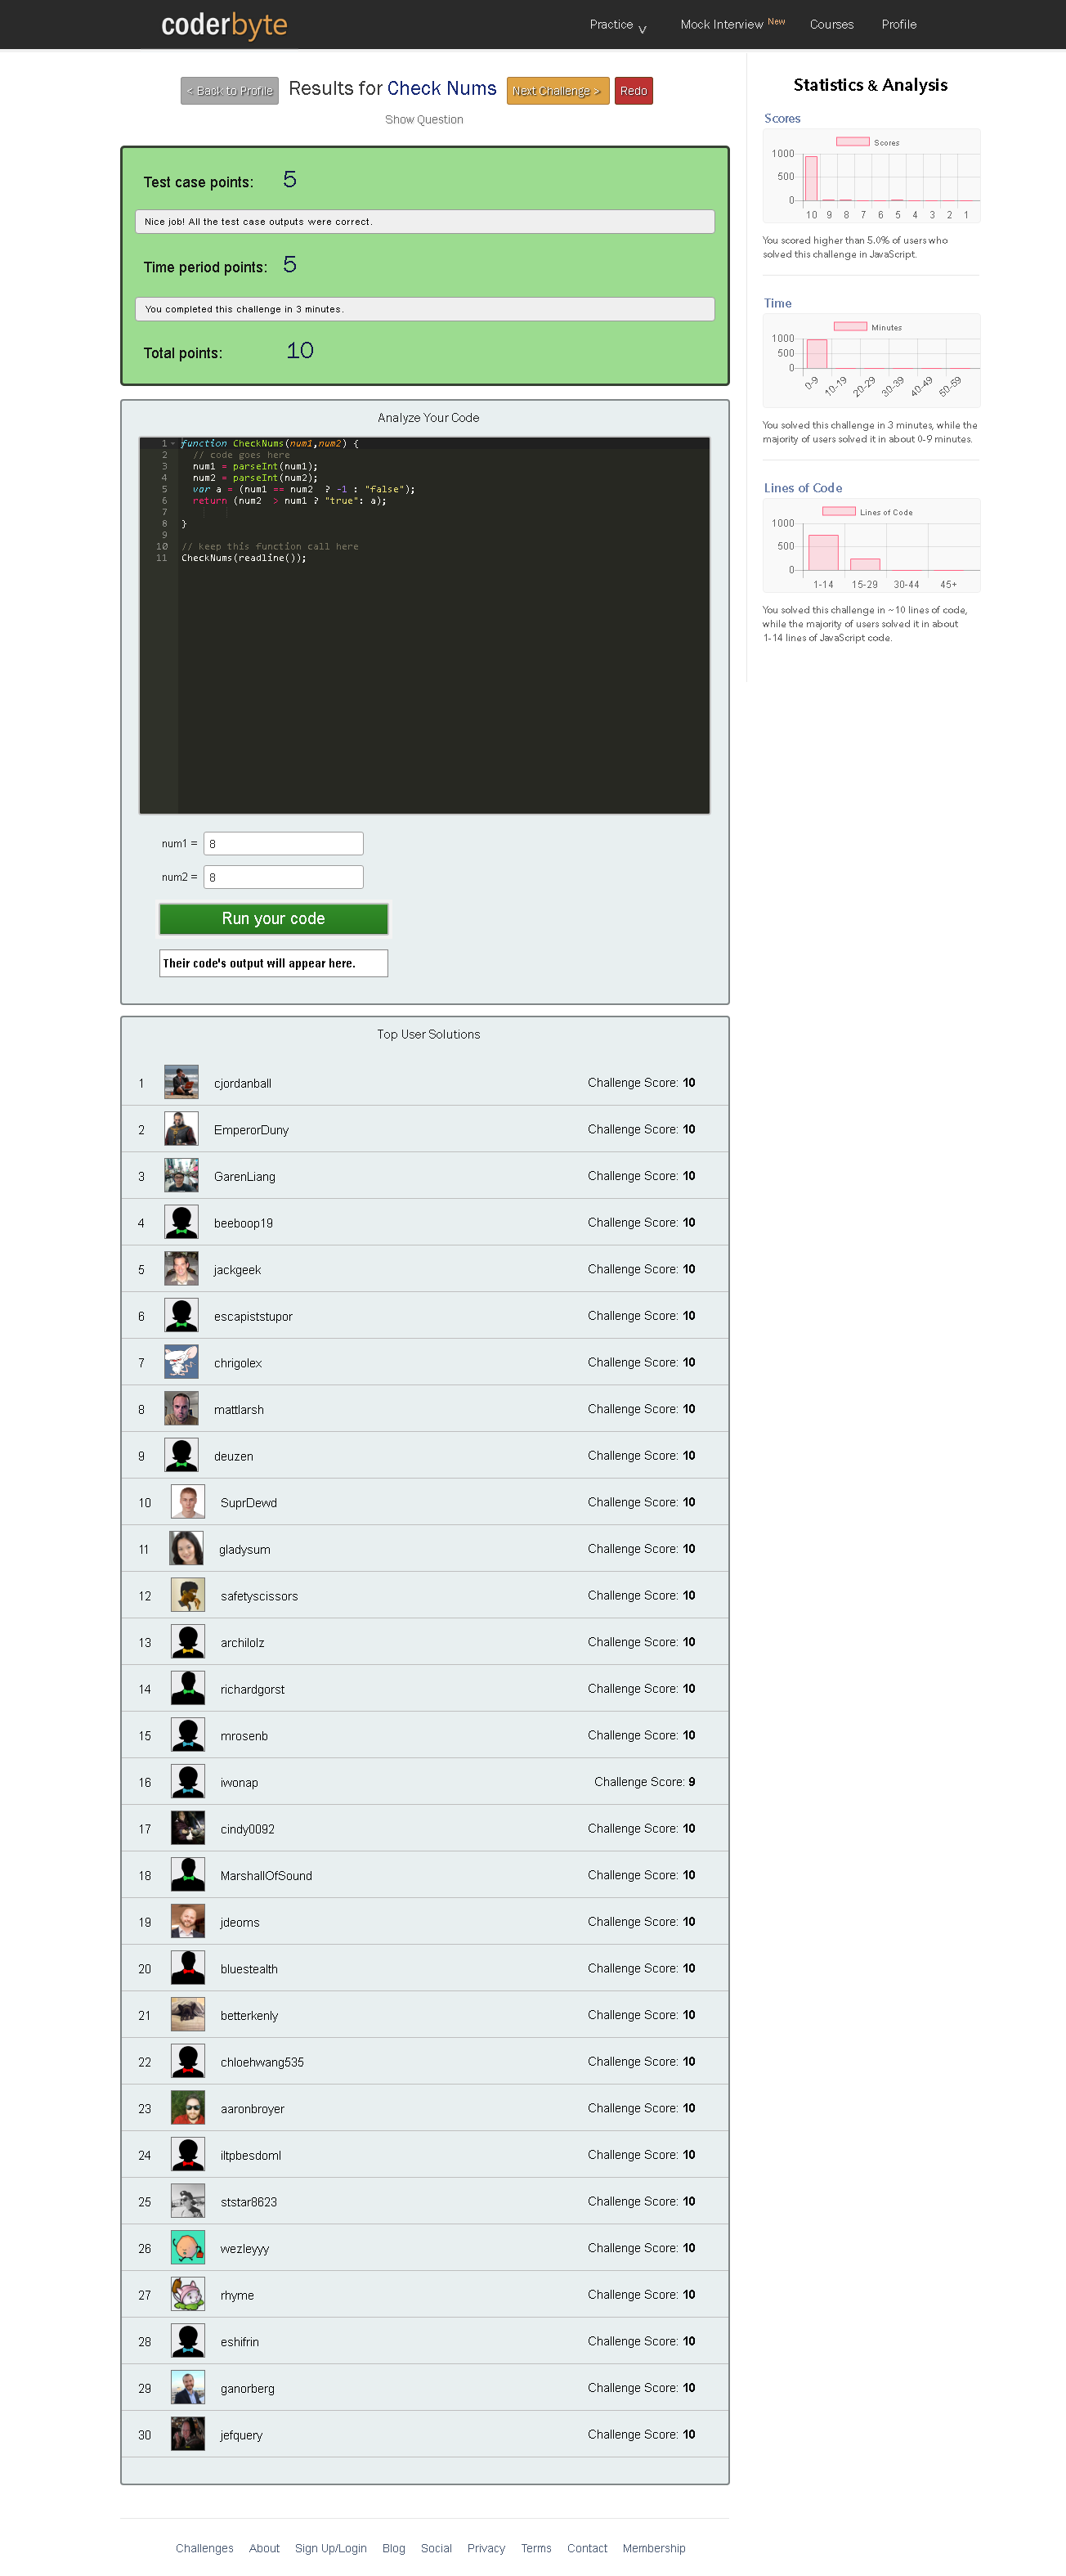 coderbyte
Practice v Mock Interview New Courses Profile
< Back to Profile Results for Check Nums Next Challenge > Redo
Show Question
Test case points: 5
Nice job! All the test case outputs were correct.
Time period points: 5
You completed this challenge in 3 minutes.
Total points: 10
Analyze Your Code
1 function CheckNums(num1,num2) {
2 // code goes here
3 num1 = parseInt(num1);
4 num2 = parseInt(num2);
5 var a = (num1 == num2 ? -1 : "false");
6 return (num2 > num1 ? "true": a);
7
8 }
9
10 // keep this function call here
11 CheckNums(readline());
num1 = 8
num2 = 8
Run your code
Their code's output will appear here.
Top User Solutions
1 cjordanball Challenge Score: 10
2 EmperorDuny Challenge Score: 10
3 GarenLiang Challenge Score: 10
4 beeboop19 Challenge Score: 10
5 jackgeek Challenge Score: 10
6 escapiststupor Challenge Score: 10
7 chrigolex Challenge Score: 10
8 mattlarsh Challenge Score: 10
9 deuzen Challenge Score: 10
10 SuprDewd Challenge Score: 10
11 gladysum Challenge Score: 10
12 safetyscissors Challenge Score: 10
13 archilolz Challenge Score: 10
14 richardgorst Challenge Score: 10
15 mrosenb Challenge Score: 10
16 iwonap Challenge Score: 9
17 cindy0092 Challenge Score: 10
18 MarshallOfSound Challenge Score: 10
19 jdeoms Challenge Score: 10
20 bluestealth Challenge Score: 10
21 betterkenly Challenge Score: 10
22 chloehwang535 Challenge Score: 10
23 aaronbroyer Challenge Score: 10
24 iltpbesdoml Challenge Score: 10
25 ststar8623 Challenge Score: 10
26 wezleyyy Challenge Score: 10
27 rhyme Challenge Score: 10
28 eshifrin Challenge Score: 10
29 ganorberg Challenge Score: 10
30 jefquery Challenge Score: 10
Statistics & Analysis
Scores
Scores
1000
500
0
10 9 8 7 6 5 4 3 2 1
You scored higher than 5.0% of users who
solved this challenge in JavaScript.
Time
Minutes
1000
500
0
0-9 10-19 20-29 30-39 40-49 50-59
You solved this challenge in 3 minutes, while the
majority of users solved it in about 0-9 minutes.
Lines of Code
Lines of Code
1000
500
0
1-14 15-29 30-44 45+
You solved this challenge in ~10 lines of code,
while the majority of users solved it in about
1-14 lines of JavaScript code.
Challenges About Sign Up/Login Blog Social Privacy Terms Contact Membership